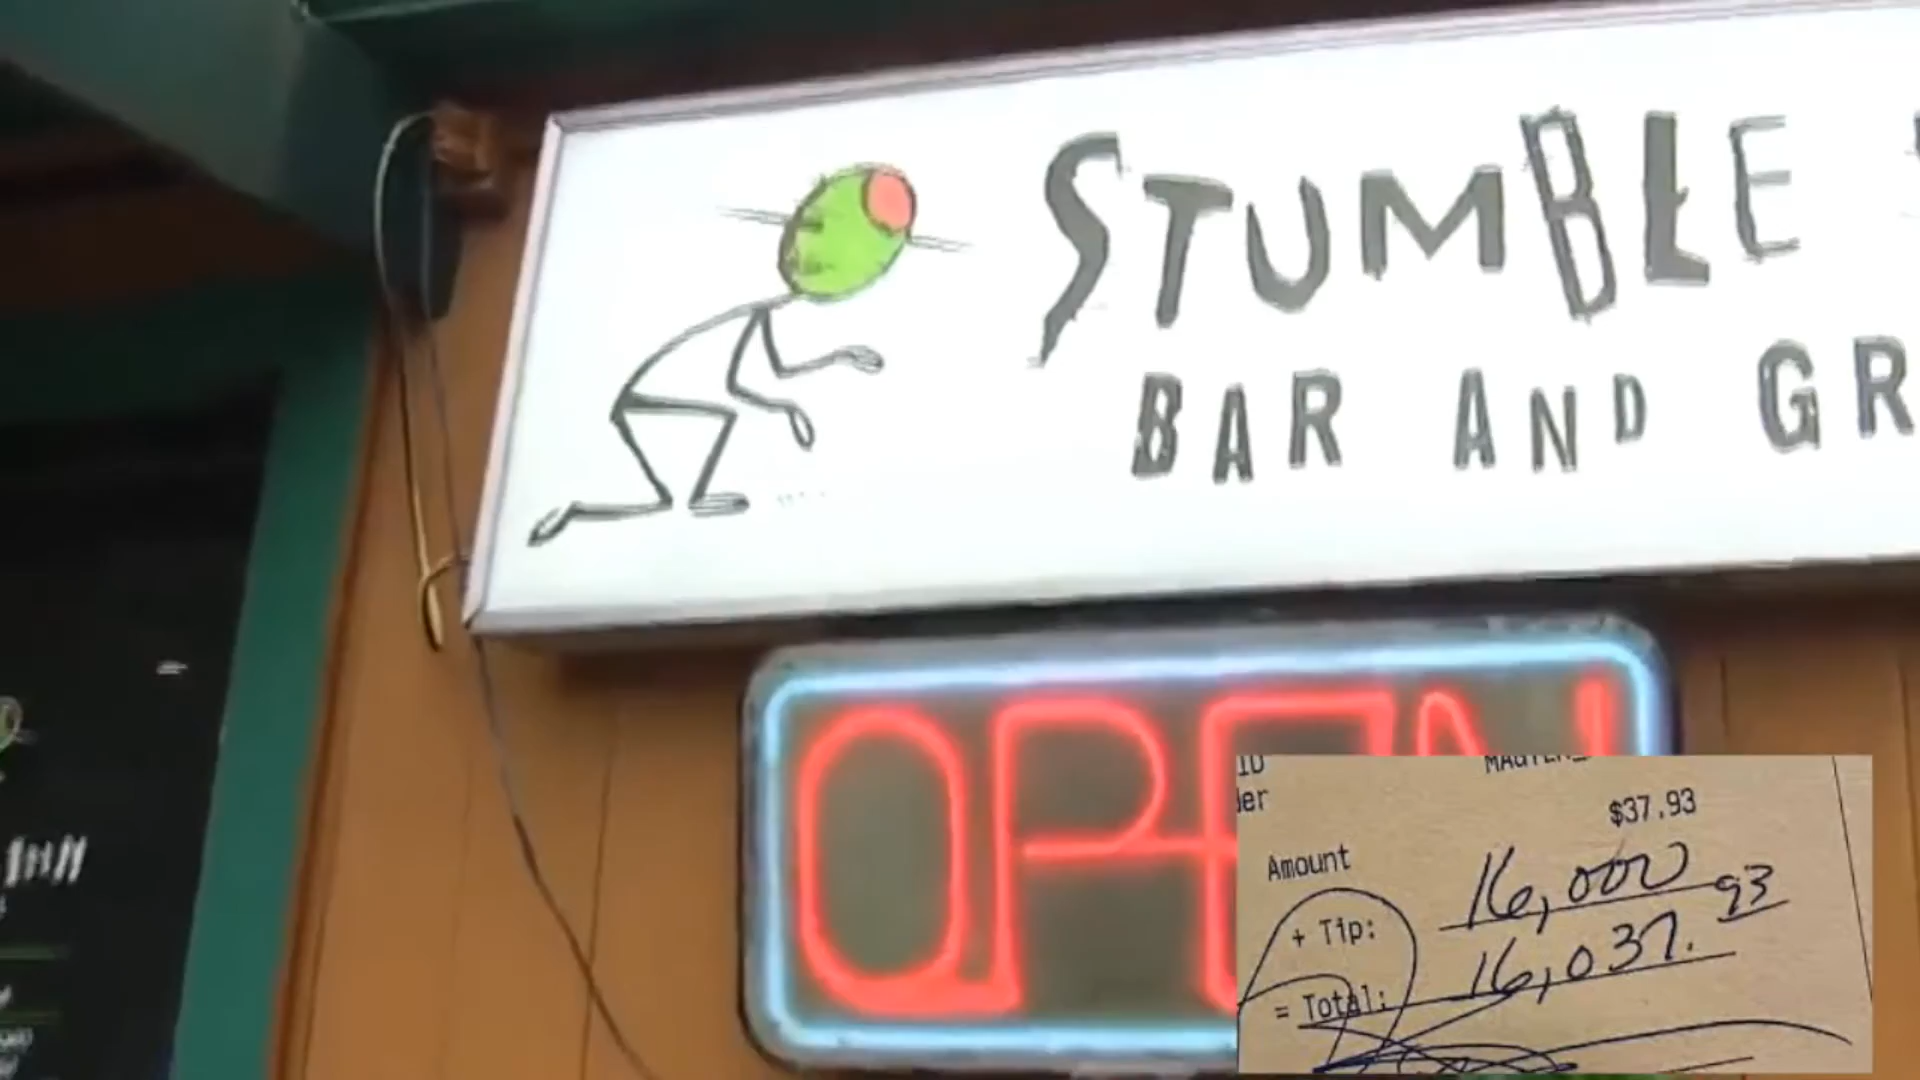 STUMBLE
BAR AND GR
OPEN
$37.93
Amount
+ Tip: 16,000
= Total: 16,037.93